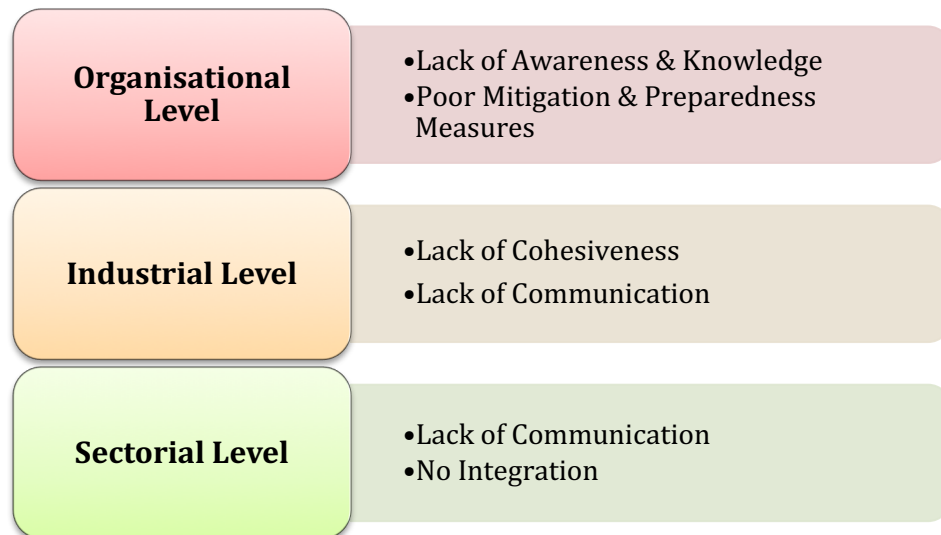 Organisational
Level
•Lack of Awareness & Knowledge
•Poor Mitigation & Preparedness
Measures
Industrial Level
•Lack of Cohesiveness
•Lack of Communication
Sectorial Level
•Lack of Communication
•No Integration